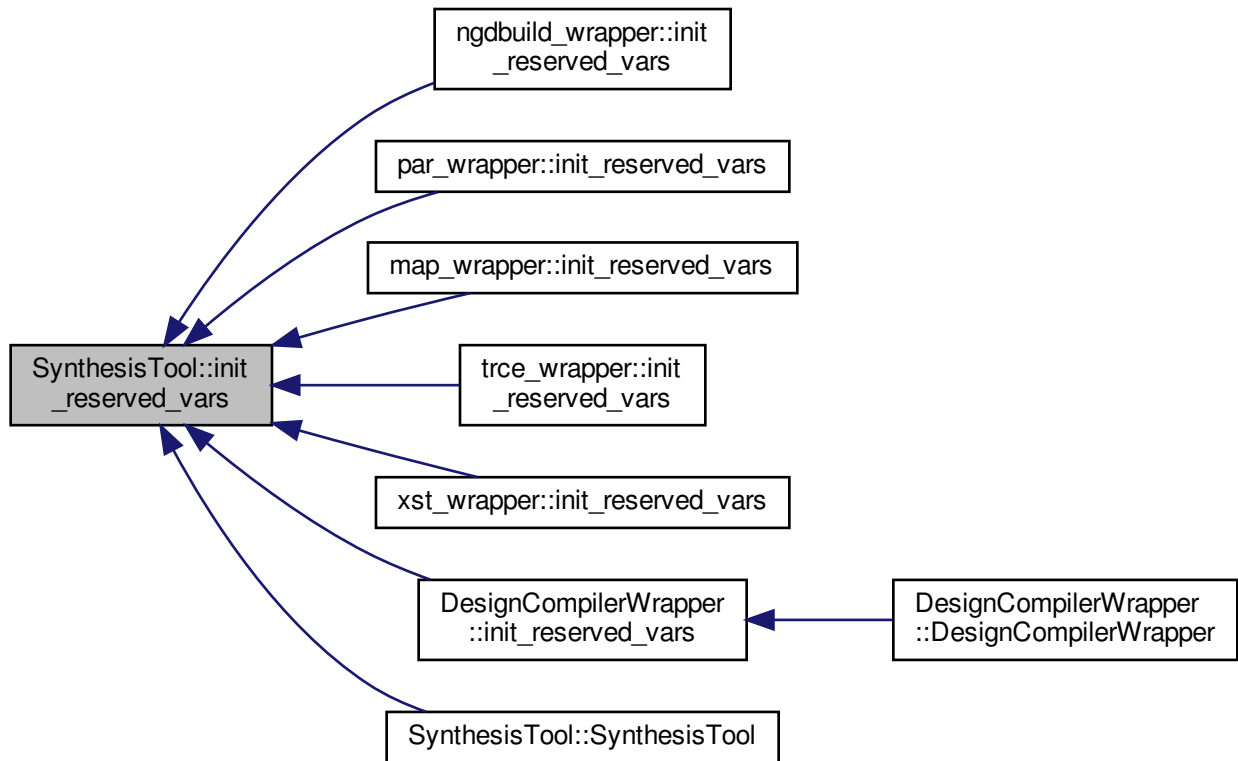 ngdbuild_wrapper::init
_reserved_vars
par_wrapper::init_reserved_vars
map_wrapper::init_reserved_vars
SynthesisTool::init
_reserved_vars
trce_wrapper::init
_reserved_vars
xst_wrapper::init_reserved_vars
DesignCompilerWrapper
::init_reserved_vars
DesignCompilerWrapper
::DesignCompilerWrapper
SynthesisTool::SynthesisTool